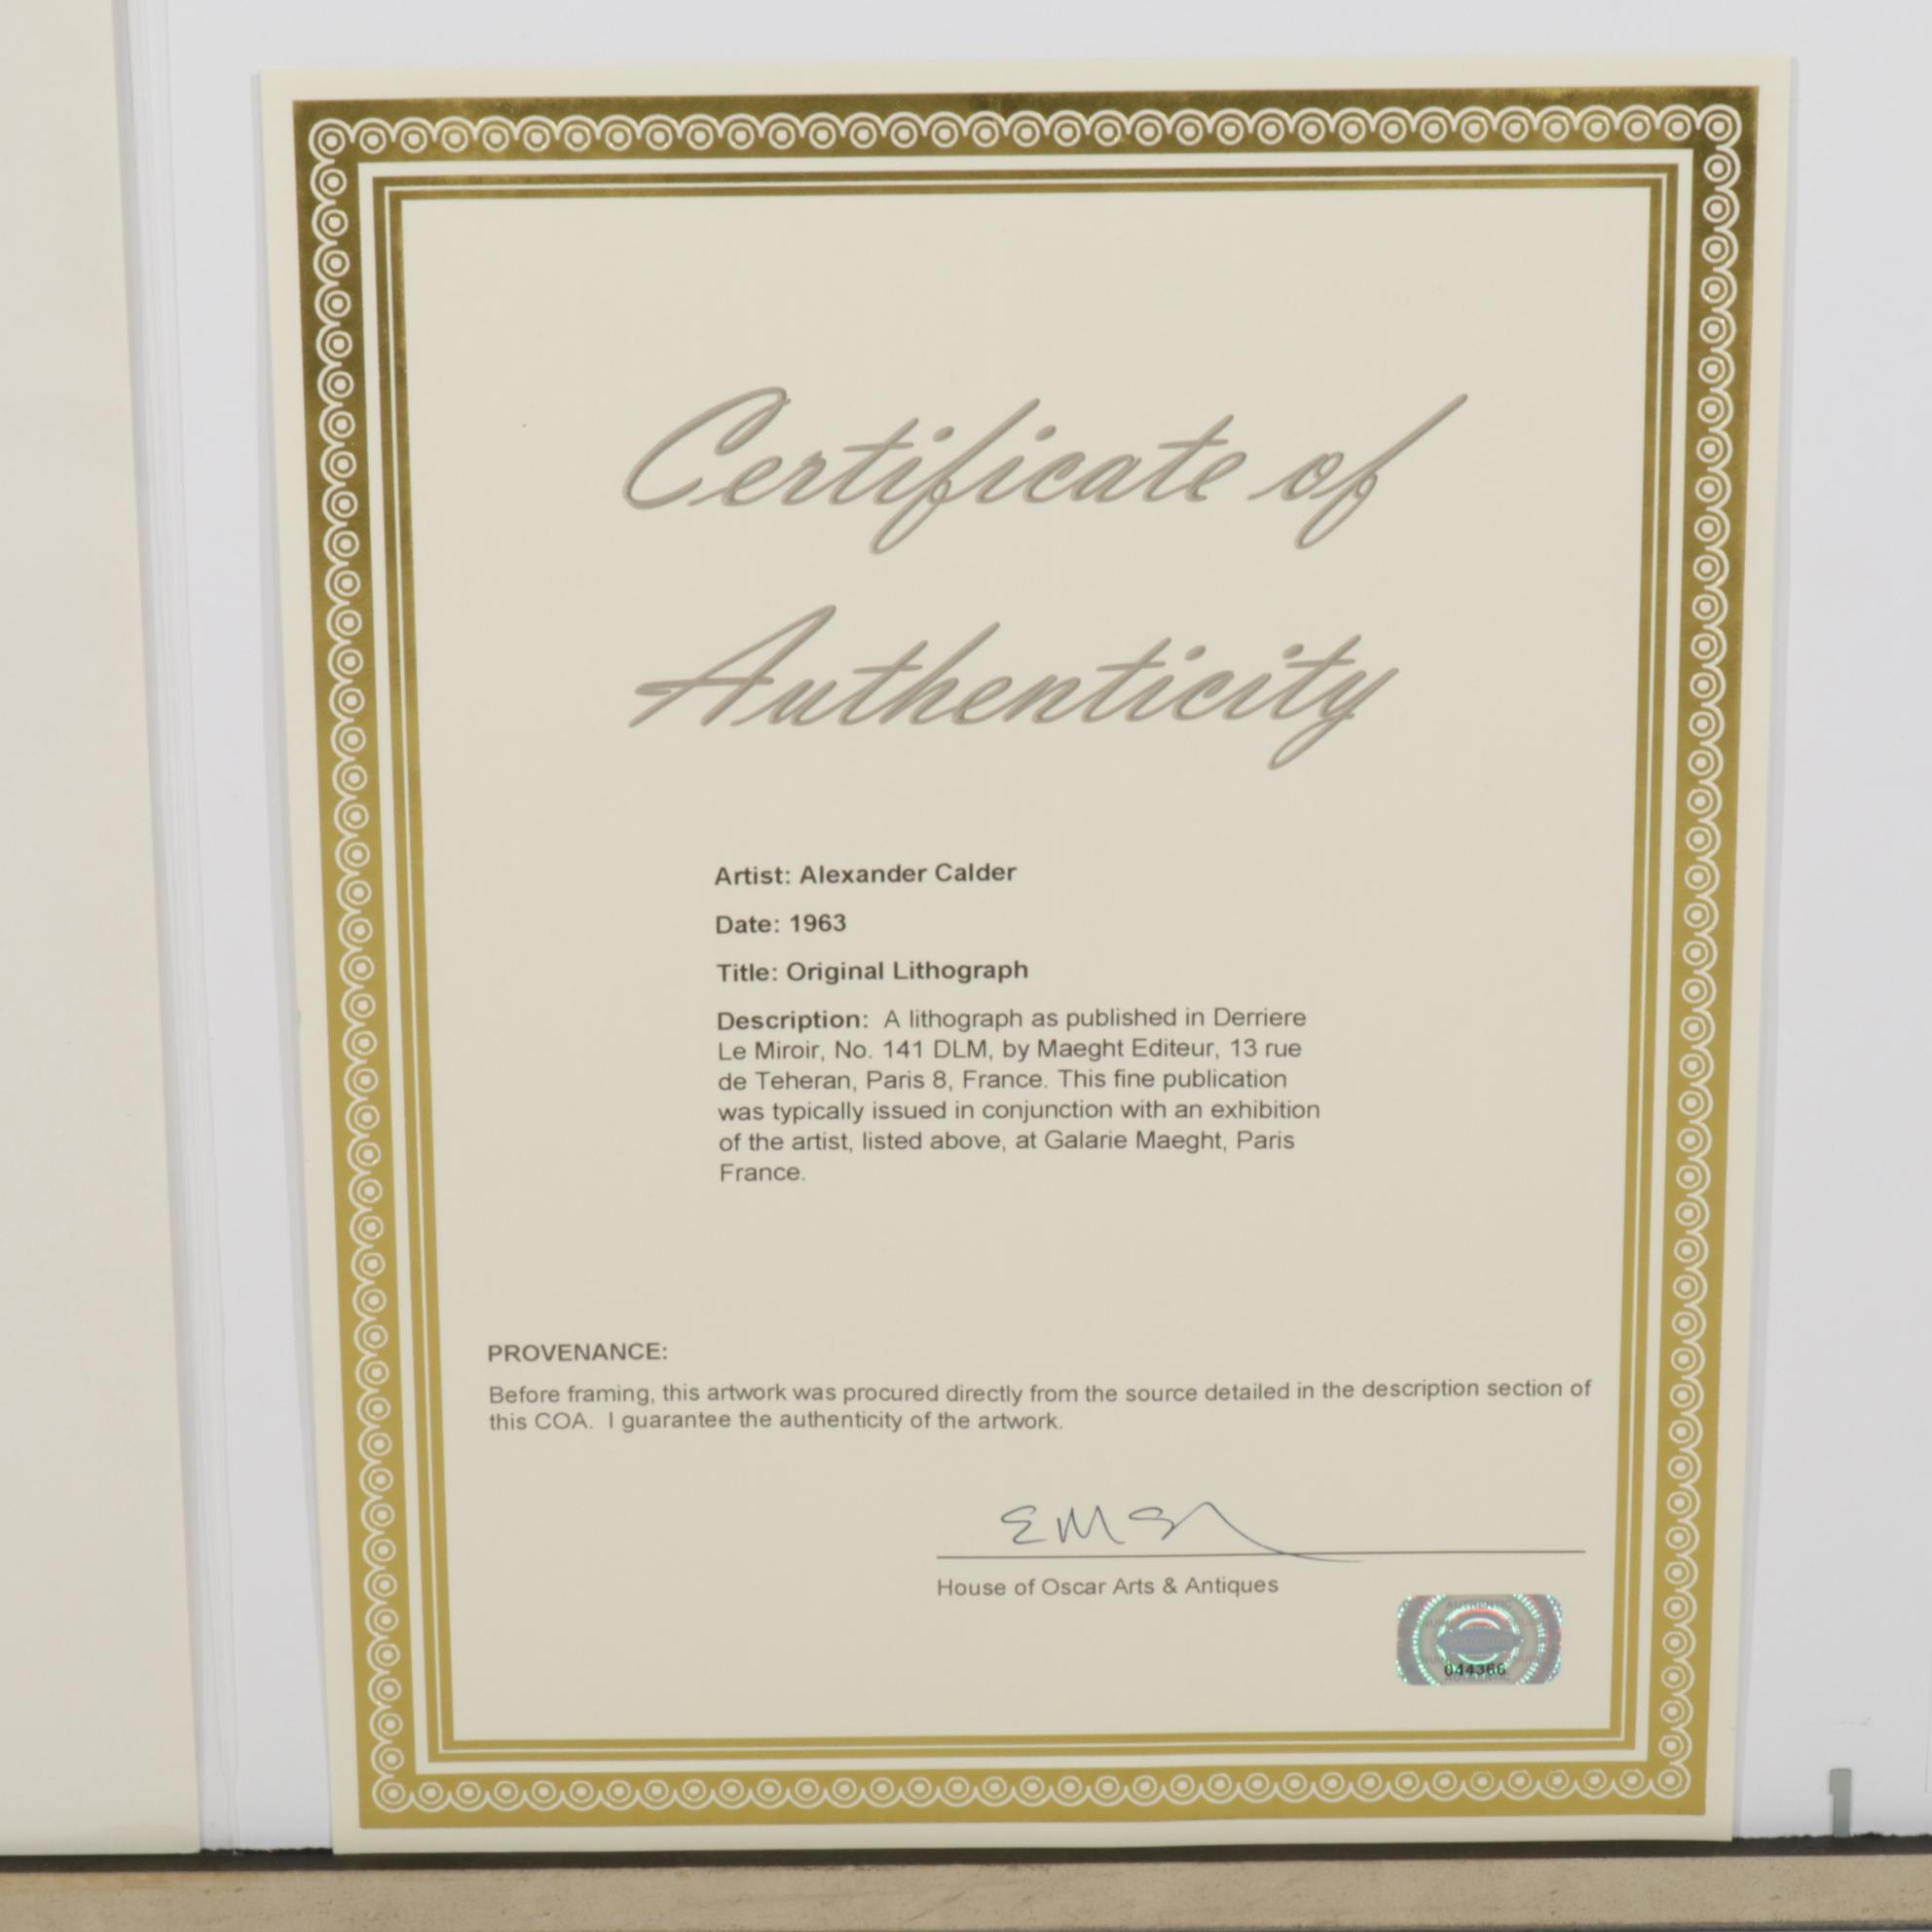 Certificate of
Authenticity
Artist: Alexander Calder
Date: 1963
Title: Original Lithograph
Description: A lithograph as published in Derriere
Le Miroir, No. 141 DLM, by Maeght Editeur, 13 rue
de Teheran, Paris 8, France. This fine publication
was typically issued in conjunction with an exhibition
of the artist, listed above, at Galarie Maeght, Paris
France.
PROVENANCE:
Before framing, this artwork was procured directly from the source detailed in the description section of
this COA. I guarantee the authenticity of the artwork.
House of Oscar Arts & Antiques
AUTHENTIC
044366